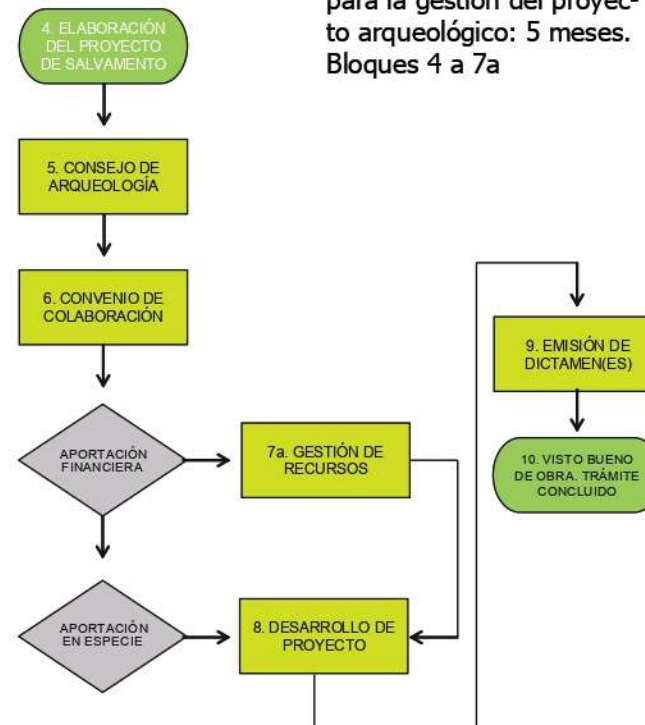 para la gestión del proyec-
to arqueológico: 5 meses.
Bloques 4 a 7a
4. ELABORACIÓN
DEL PROYECTO
DE SALVAMENTO
5. CONSEJO DE
ARQUEOLOGÍA
6. CONVENIO DE
COLABORACIÓN
APORTACIÓN
FINANCIERA
7a. GESTIÓN DE
RECURSOS
APORTACIÓN
EN ESPECIE
8. DESARROLLO DE
PROYECTO
9. EMISIÓN DE
DICTAMEN(ES)
10. VISTO BUENO
DE OBRA. TRÁMITE
CONCLUIDO